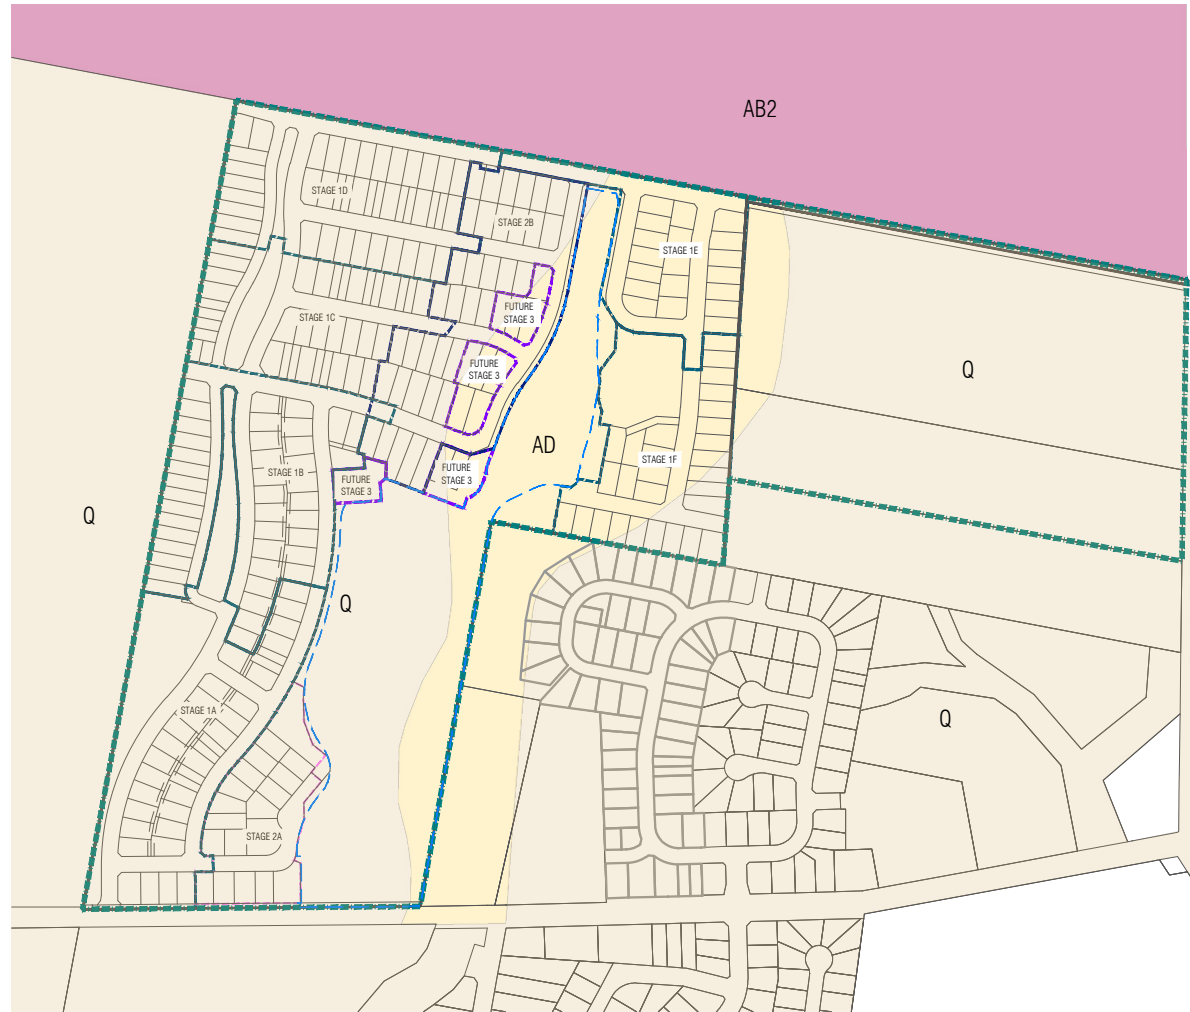 AB2
STAGE 1D
STAGE 2B
STAGE 1E
FUTURE
STAGE 3
STAGE 1C
FUTURE
STAGE 3
Q
AD
STAGE 1F
STAGE 1B
FUTURE
STAGE 3
FUTURE
STAGE 3
Q
Q
STAGE 1A
Q
STAGE 2A